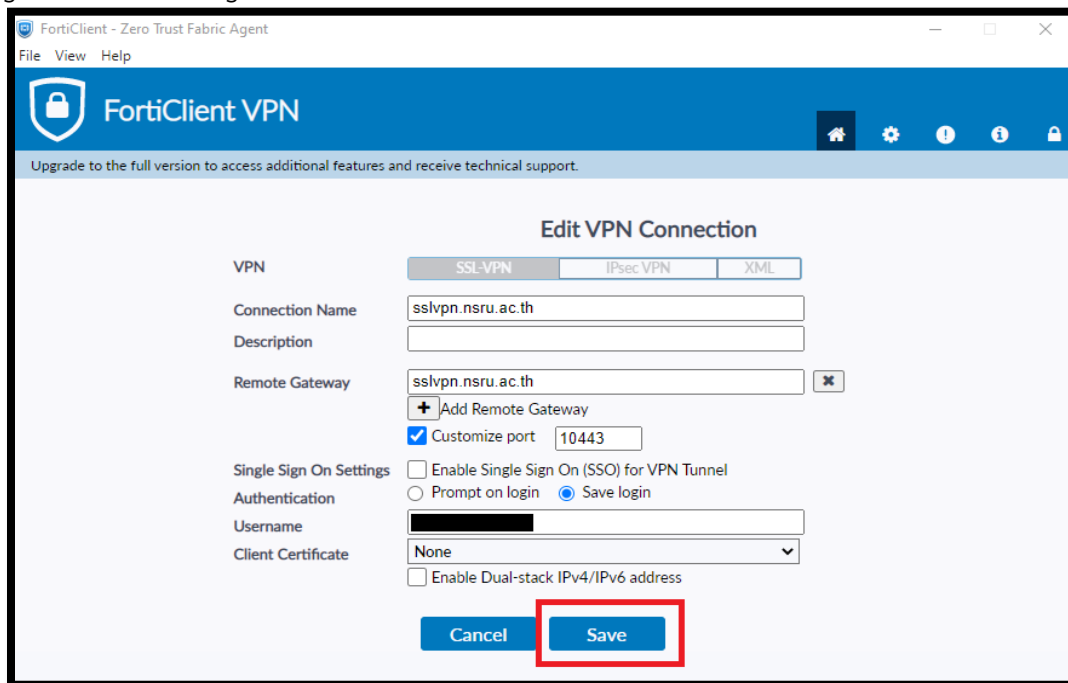 FortiClient - Zero Trust Fabric Agent
File View Help
FortiClient VPN
Upgrade to the full version to access additional features and receive technical support.
Edit VPN Connection
VPN SSL-VPN IPsec VPN XML
Connection Name sslvpn.nsru.ac.th
Description
Remote Gateway sslvpn.nsru.ac.th
Add Remote Gateway
Customize port 10443
Single Sign On Settings Enable Single Sign On (SSO) for VPN Tunnel
Authentication Prompt on login Save login
Username
Client Certificate None
Enable Dual-stack IPv4/IPv6 address
Cancel Save